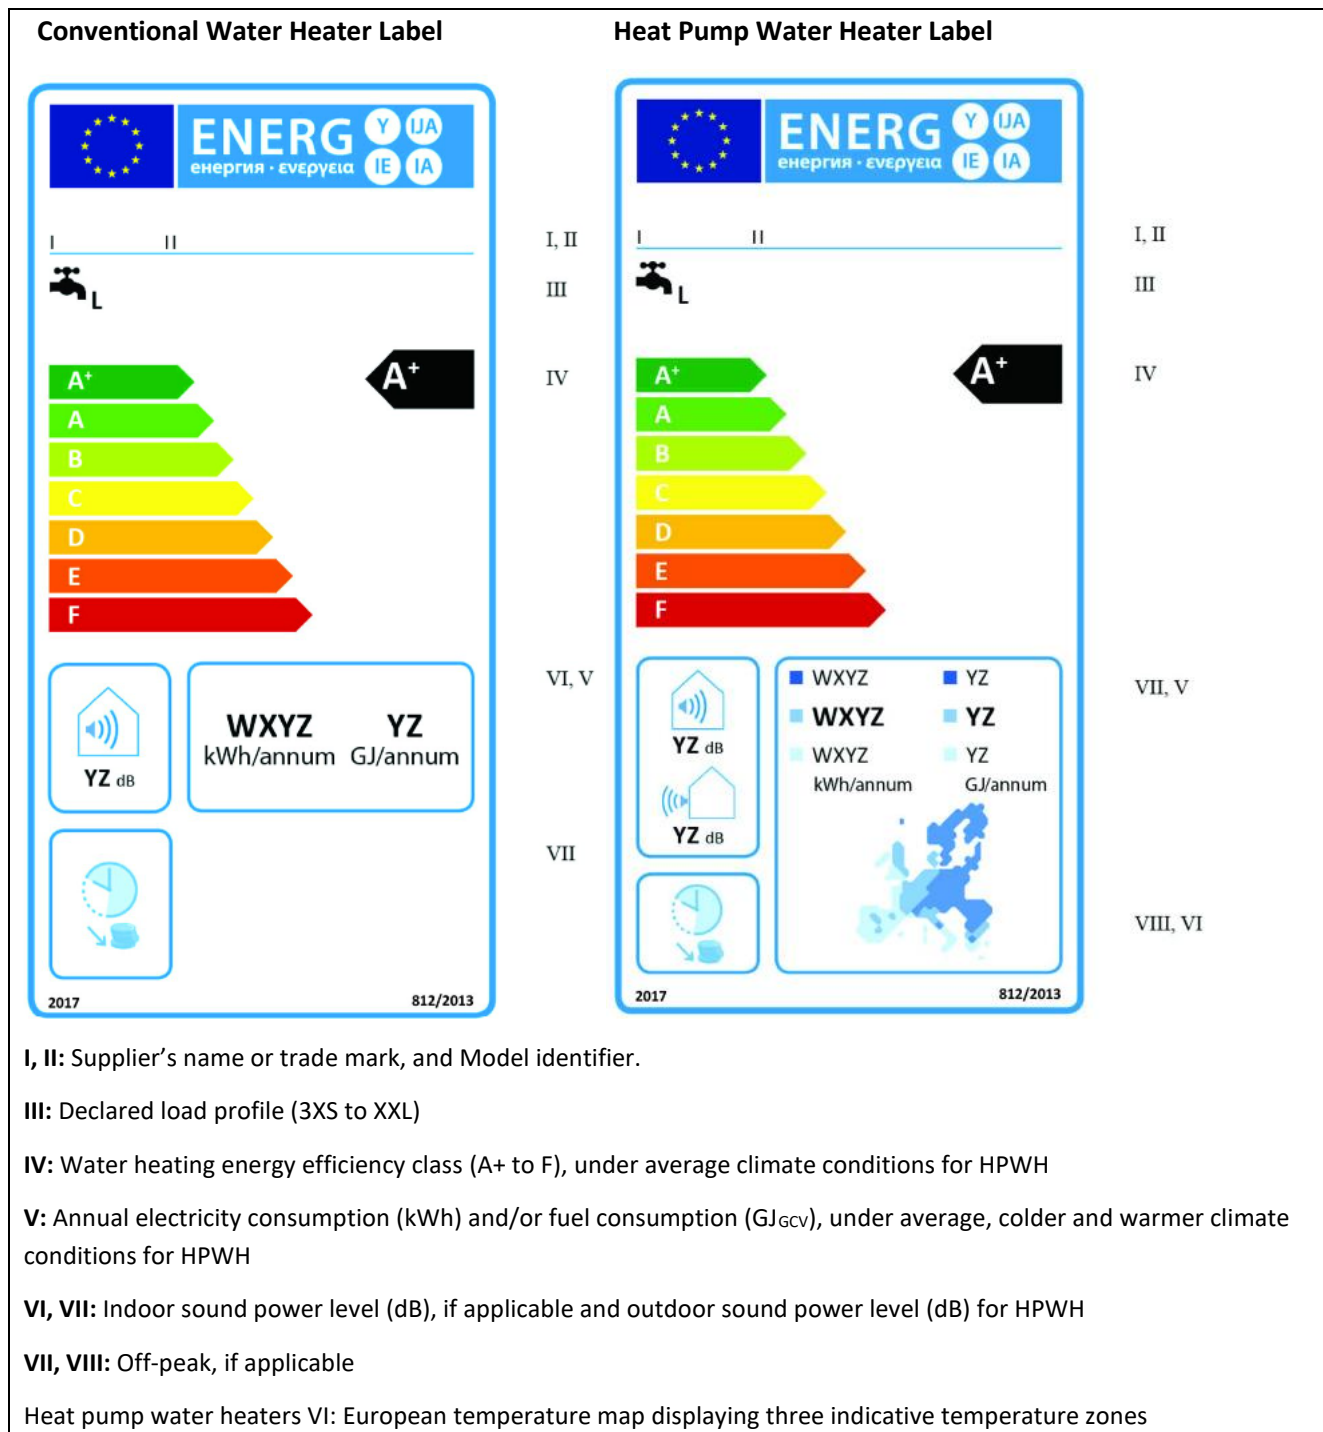 Conventional Water Heater Label
Heat Pump Water Heater Label
ENERG Y IJA
енергия · ενεργεια IE IA
I II
I, II
L
III
A+
A+
IV
A
B
C
D
E
F
VI, V
YZ dB
WXYZ YZ
kWh/annum GJ/annum
VII
2017 812/2013
ENERG Y IJA
енергия · ενεργεια IE IA
I II
I, II
L
III
A+
A+
IV
A
B
C
D
E
F
YZ dB
YZ dB
WXYZ YZ
WXYZ YZ
WXYZ YZ
kWh/annum GJ/annum
VII, V
VIII, VI
2017 812/2013
I, II: Supplier’s name or trade mark, and Model identifier.
III: Declared load profile (3XS to XXL)
IV: Water heating energy efficiency class (A+ to F), under average climate conditions for HPWH
V: Annual electricity consumption (kWh) and/or fuel consumption (GJGCV), under average, colder and warmer climate
conditions for HPWH
VI, VII: Indoor sound power level (dB), if applicable and outdoor sound power level (dB) for HPWH
VII, VIII: Off-peak, if applicable
Heat pump water heaters VI: European temperature map displaying three indicative temperature zones